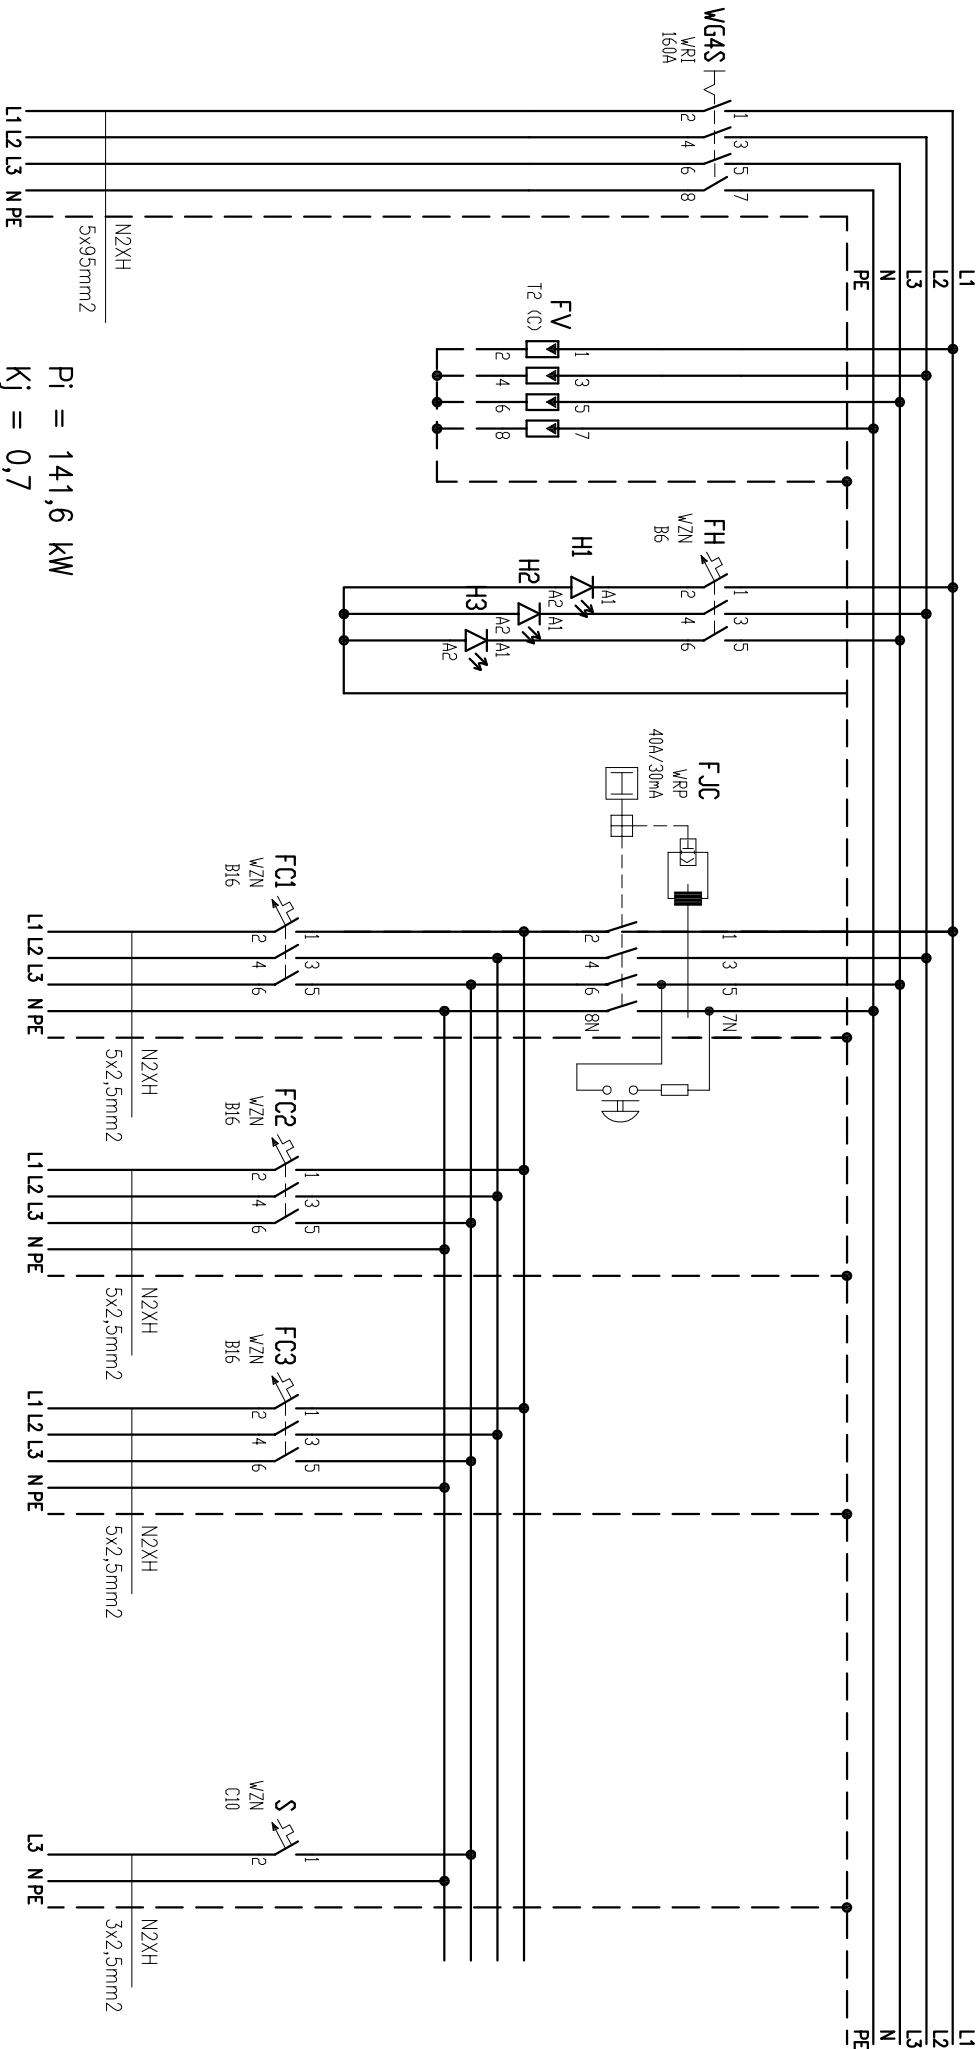 WG4S
WRI
160A
1
2
3
4
5
6
7
8
L1 L2 L3 N PE
N2XH
5x95mm2
L1
L2
L3
N
PE
Pi = 141,6 kW
Kj = 0,7
FV
T2 (C)
1
2
3
4
5
6
7
8
FH
WZN
B6
1
2
3
4
5
6
H1
A1
A2
H2
A1
A2
H3
A1
A2
FJC
WRP
40A/30mA
H
1
2
3
4
5
6
7N
8N
FC1
WZN
B16
1
2
3
4
5
6
L1 L2 L3 N PE
N2XH
5x2,5mm2
FC2
WZN
B16
1
2
3
4
5
6
L1 L2 L3 N PE
N2XH
5x2,5mm2
FC3
WZN
B16
1
2
3
4
5
6
L1 L2 L3 N PE
N2XH
5x2,5mm2
S
WZN
C10
1
2
L3 N PE
N2XH
3x2,5mm2
L1
L2
L3
N
PE